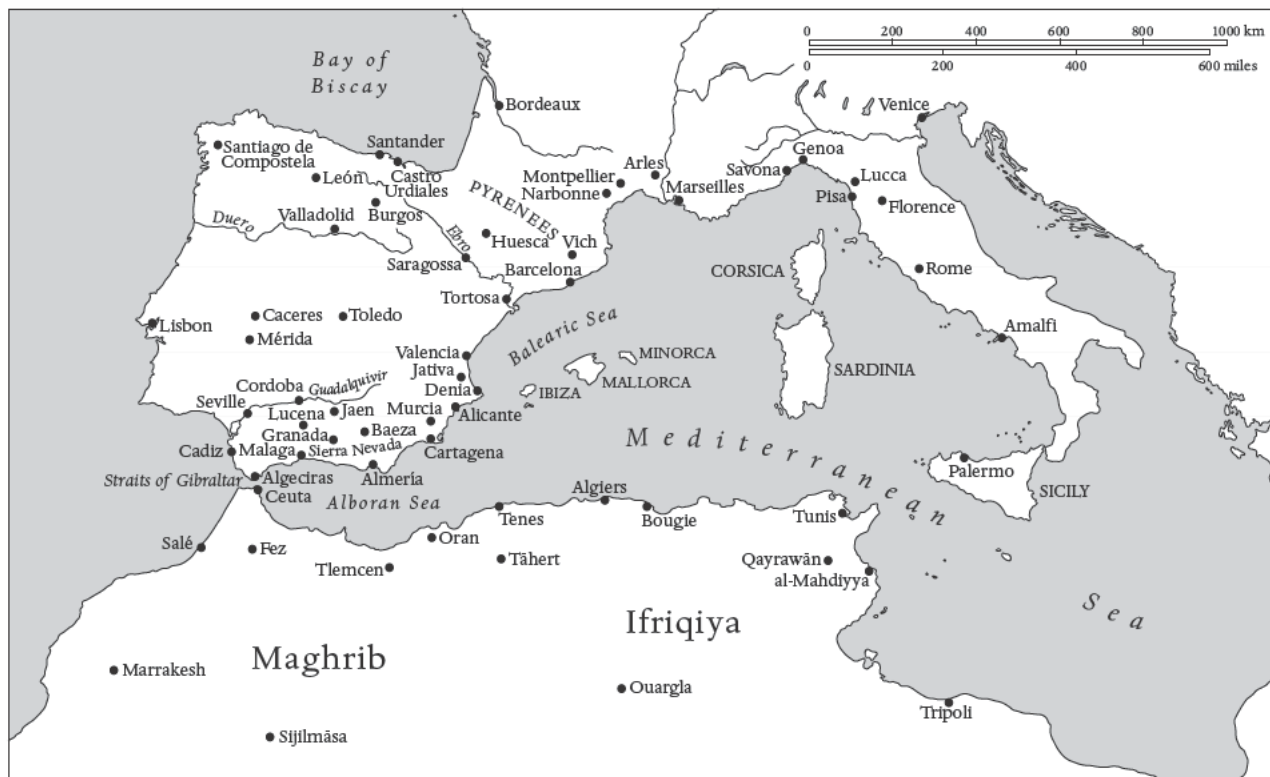 0 200 400 600 800 1000 km
0 200 400 600 miles
Bay of
Biscay
Bordeaux
Venice
Santiago de
Compostela
Santander
Castro
Urdiales
León
Burgos
Valladolid
Duero
PYRENEES
Ebro
Huesca
Vich
Saragossa
Barcelona
Tortosa
Montpellier
Narbonne
Arles
Marseilles
Savona
Genoa
Lucca
Pisa
Florence
CORSICA
Rome
Amalfi
Lisbon
Caceres
Mérida
Toledo
Balearic Sea
Valencia
Jativa
Denia
MINORCA
MALLORCA
IBIZA
SARDINIA
Cordoba
Guadalquivir
Seville
Lucena
Jaen
Murcia
Alicante
Granada
Baeza
Cadiz
Malaga
Sierra Nevada
Cartagena
Straits of Gibraltar
Algeciras
Almería
Ceuta
Alboran Sea
Mediterranean
Sea
Palermo
SICILY
Algiers
Tenes
Bougie
Tunis
Salé
Fez
Oran
Tlemcen
Tāhert
Qayrawān
al-Mahdiyya
Ifriqiya
Maghrib
Marrakesh
Ouargla
Tripoli
Sijilmāsa